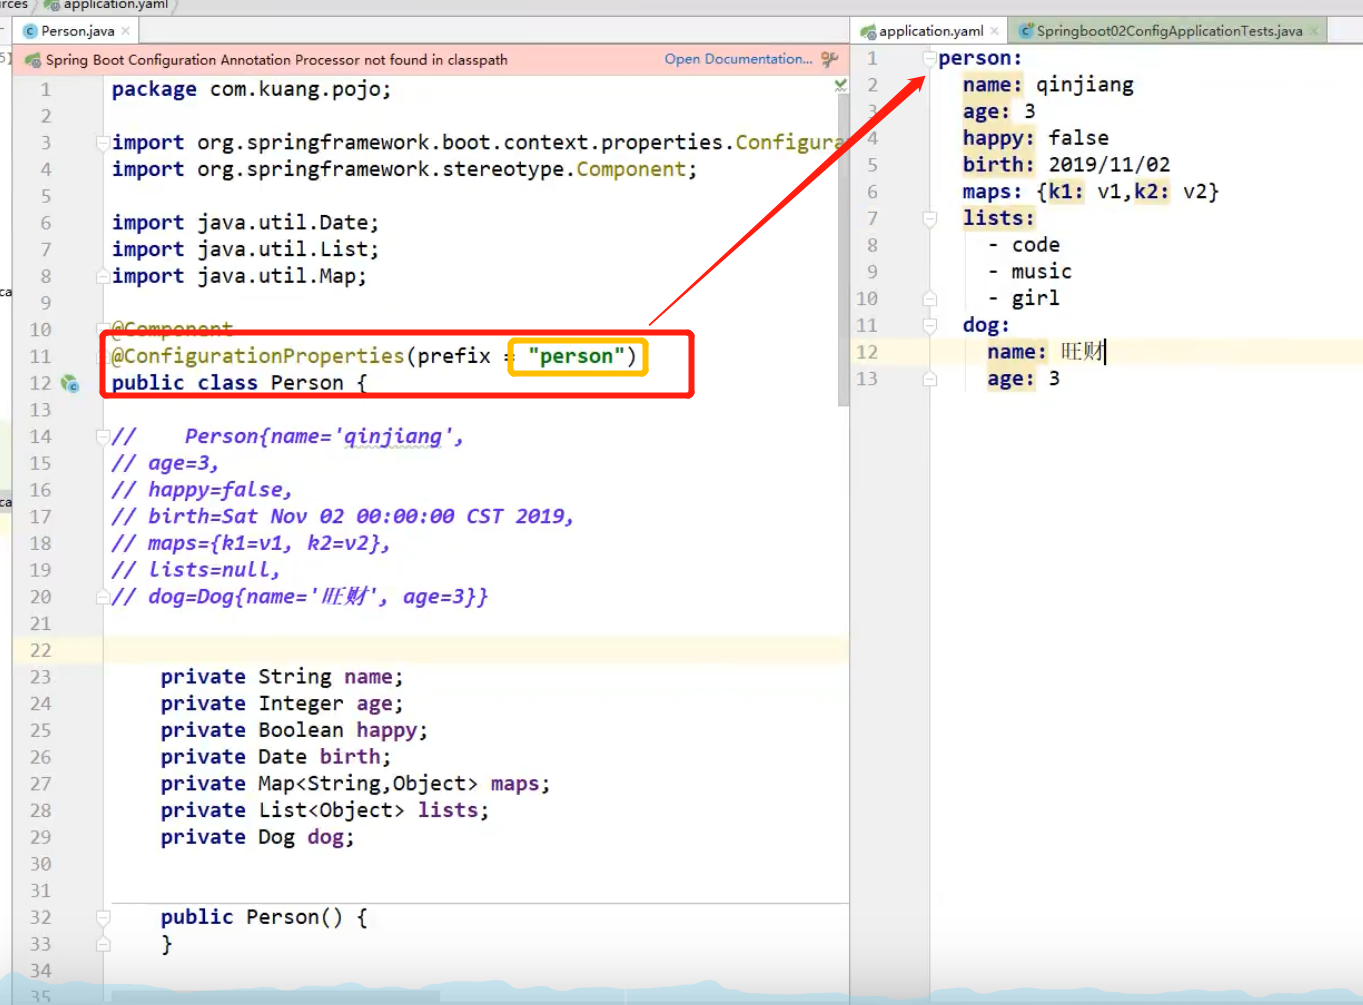 rces
application.yaml
Person.java
Spring Boot Configuration Annotation Processor not found in classpath
Open Documentation...
1 package com.kuang.pojo;
2
3 import org.springframework.boot.context.properties.Configura
4 import org.springframework.stereotype.Component;
5
6 import java.util.Date;
7 import java.util.List;
8 import java.util.Map;
9
10 @Component
11 @ConfigurationProperties(prefix = "person")
12 public class Person {
13
14 // Person{name='qinjiang',
15 // age=3,
16 // happy=false,
17 // birth=Sat Nov 02 00:00:00 CST 2019,
18 // maps={k1=v1, k2=v2},
19 // lists=null,
20 // dog=Dog{name='旺财', age=3}}
21
22
23 private String name;
24 private Integer age;
25 private Boolean happy;
26 private Date birth;
27 private Map<String,Object> maps;
28 private List<Object> lists;
29 private Dog dog;
30
31
32 public Person() {
33 }
34
35
application.yaml
Springboot02ConfigApplicationTests.java
1 person:
2 name: qinjiang
3 age: 3
4 happy: false
5 birth: 2019/11/02
6 maps: {k1: v1,k2: v2}
7 lists:
8 - code
9 - music
10 - girl
11 dog:
12 name: 旺财
13 age: 3